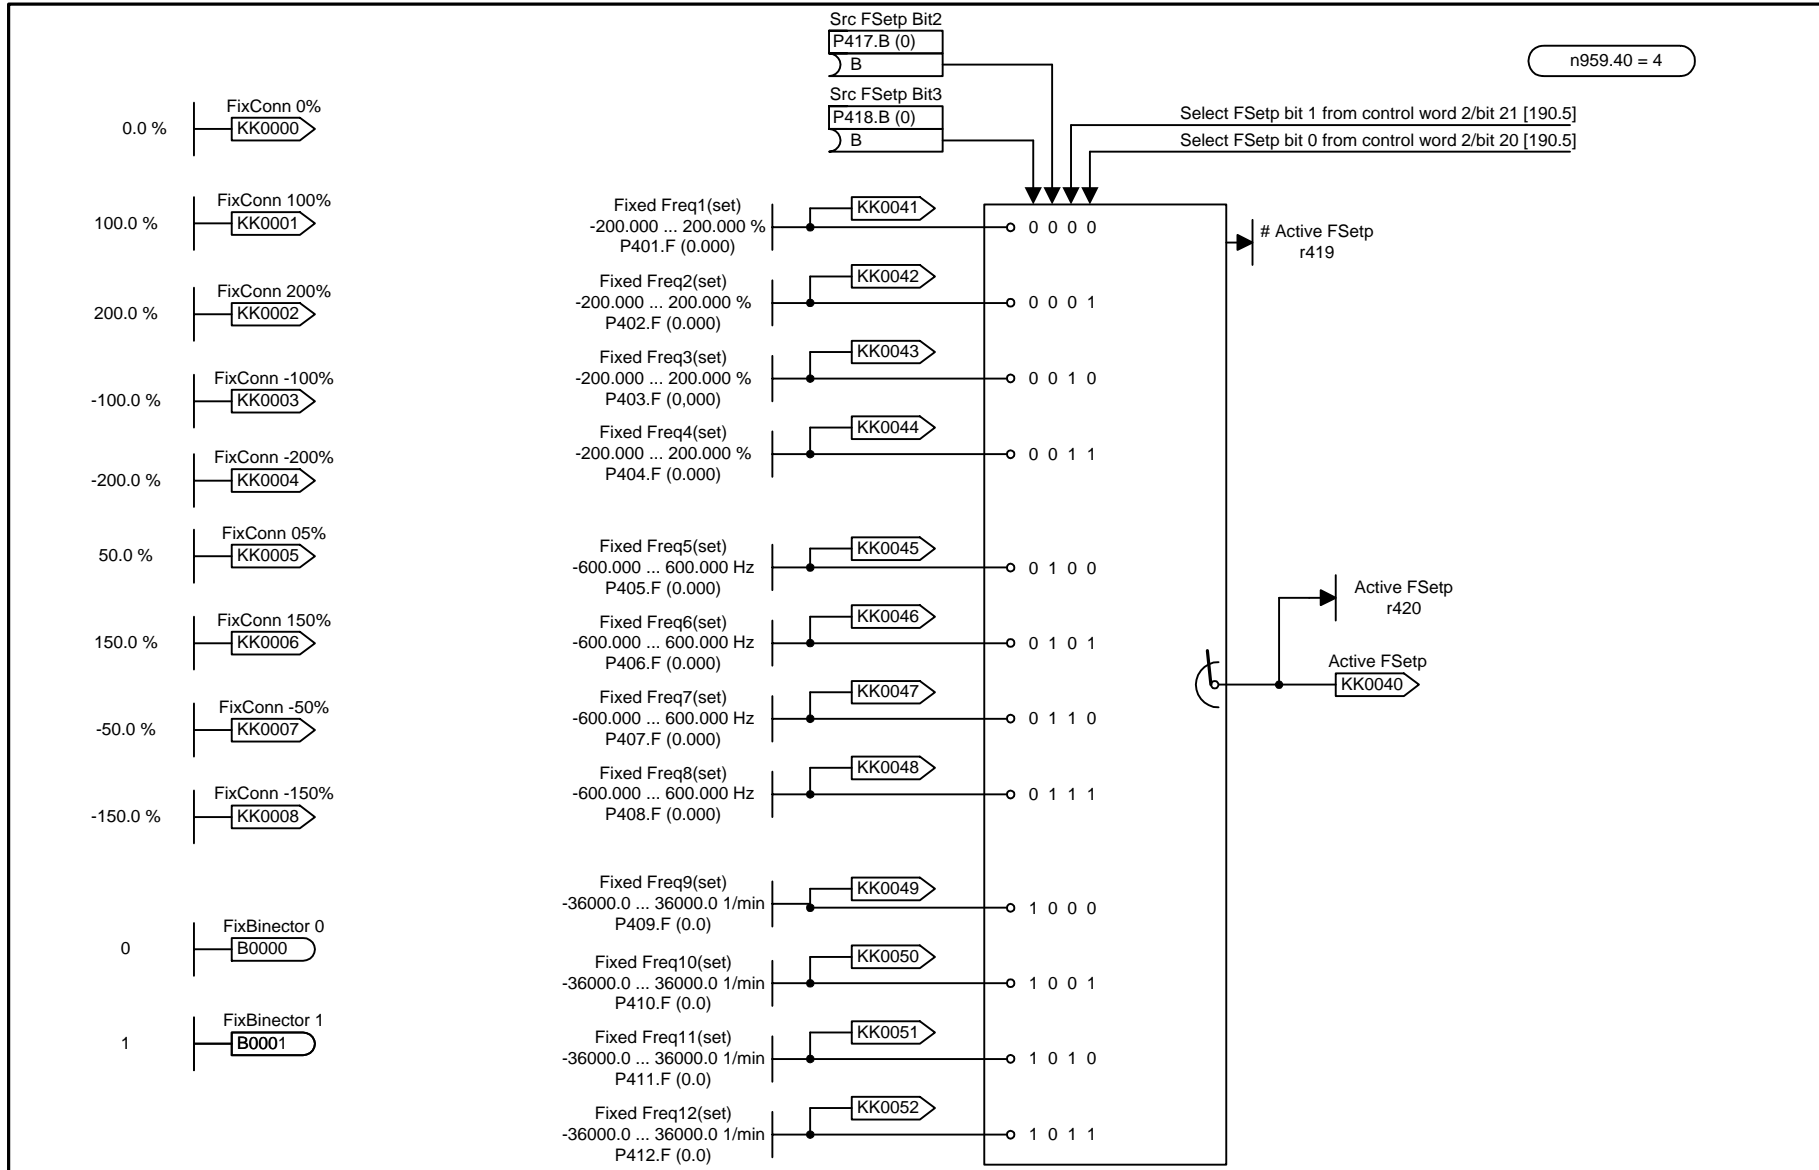 Src FSetp Bit2
P417.B (0)
B
n959.40 = 4
Src FSetp Bit3
P418.B (0)
B
Select FSetp bit 1 from control word 2/bit 21 [190.5]
Select FSetp bit 0 from control word 2/bit 20 [190.5]
FixConn 0%
0.0 %
KK0000
FixConn 100%
100.0 %
KK0001
FixConn 200%
200.0 %
KK0002
FixConn -100%
-100.0 %
KK0003
FixConn -200%
-200.0 %
KK0004
FixConn 05%
50.0 %
KK0005
FixConn 150%
150.0 %
KK0006
FixConn -50%
-50.0 %
KK0007
FixConn -150%
-150.0 %
KK0008
FixBinector 0
0
B0000
FixBinector 1
1
B0001
Fixed Freq1(set)
-200.000 ... 200.000 %
P401.F (0.000)
KK0041
0 0 0 0
Fixed Freq2(set)
-200.000 ... 200.000 %
P402.F (0.000)
KK0042
0 0 0 1
Fixed Freq3(set)
-200.000 ... 200.000 %
P403.F (0,000)
KK0043
0 0 1 0
Fixed Freq4(set)
-200.000 ... 200.000 %
P404.F (0.000)
KK0044
0 0 1 1
Fixed Freq5(set)
-600.000 ... 600.000 Hz
P405.F (0.000)
KK0045
0 1 0 0
Fixed Freq6(set)
-600.000 ... 600.000 Hz
P406.F (0.000)
KK0046
0 1 0 1
Fixed Freq7(set)
-600.000 ... 600.000 Hz
P407.F (0.000)
KK0047
0 1 1 0
Fixed Freq8(set)
-600.000 ... 600.000 Hz
P408.F (0.000)
KK0048
0 1 1 1
Fixed Freq9(set)
-36000.0 ... 36000.0 1/min
P409.F (0.0)
KK0049
1 0 0 0
Fixed Freq10(set)
-36000.0 ... 36000.0 1/min
P410.F (0.0)
KK0050
1 0 0 1
Fixed Freq11(set)
-36000.0 ... 36000.0 1/min
P411.F (0.0)
KK0051
1 0 1 0
Fixed Freq12(set)
-36000.0 ... 36000.0 1/min
P412.F (0.0)
KK0052
1 0 1 1
# Active FSetp
r419
Active FSetp
r420
Active FSetp
KK0040